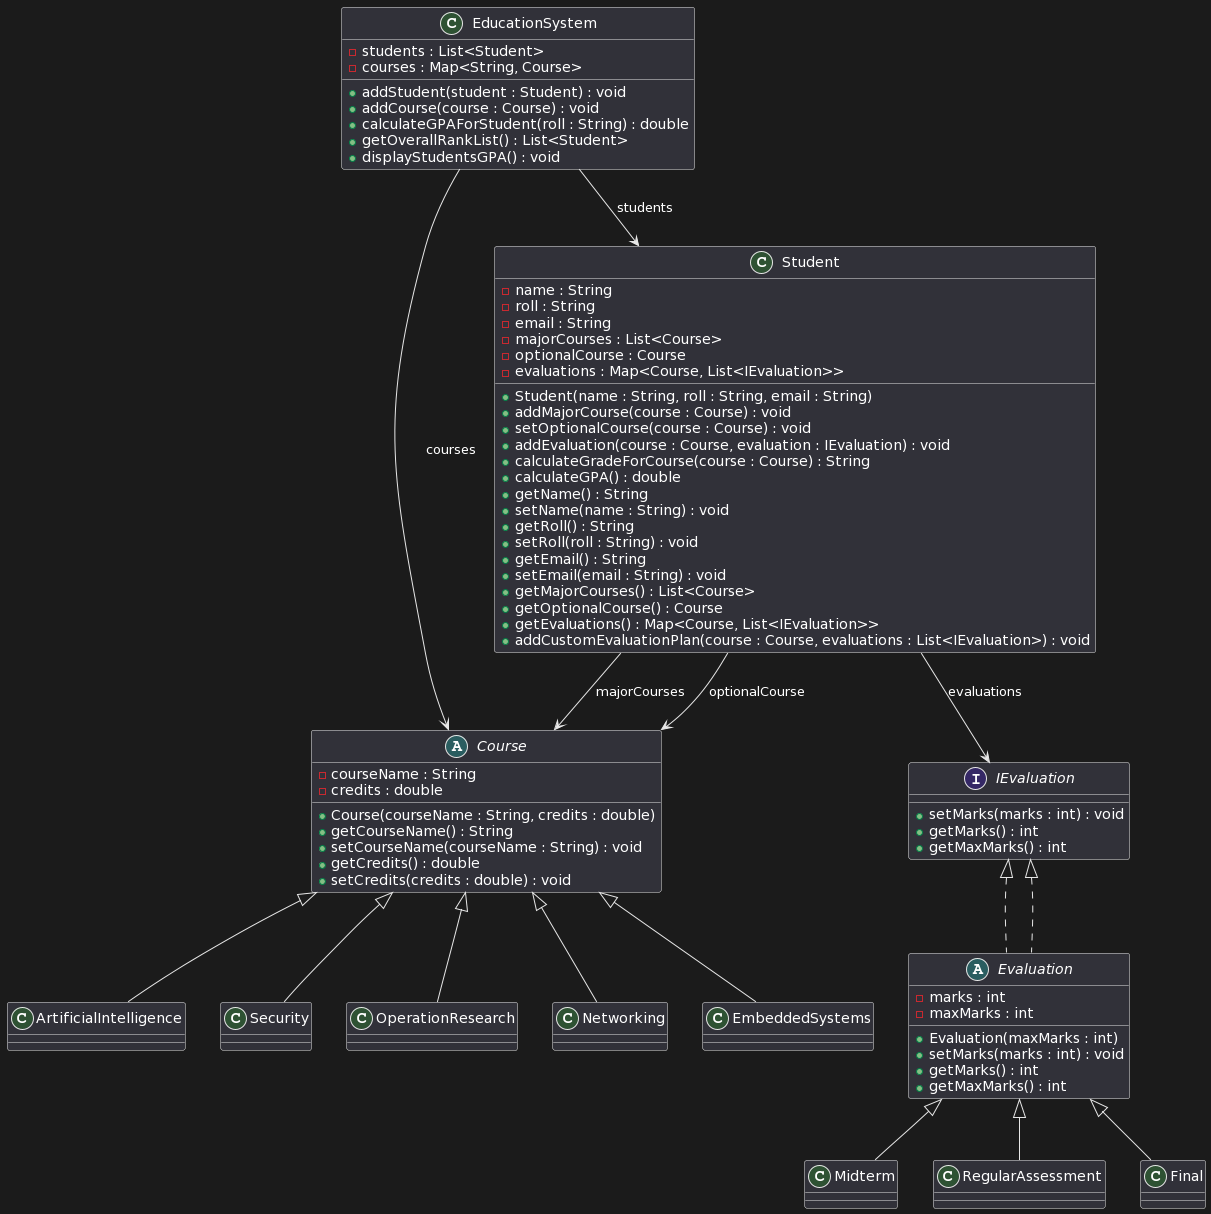 C EducationSystem
students : List<Student>
courses : Map<String, Course>
addStudent(student : Student) : void
addCourse(course : Course) : void
calculateGPAForStudent(roll : String) : double
getOverallRankList() : List<Student>
displayStudentsGPA() : void
students
C Student
name : String
roll : String
email : String
majorCourses : List<Course>
optionalCourse : Course
evaluations : Map<Course, List<IEvaluation>>
Student(name : String, roll : String, email : String)
addMajorCourse(course : Course) : void
setOptionalCourse(course : Course) : void
addEvaluation(course : Course, evaluation : IEvaluation) : void
calculateGradeForCourse(course : Course) : String
calculateGPA() : double
getName() : String
setName(name : String) : void
getRoll() : String
setRoll(roll : String) : void
getEmail() : String
setEmail(email : String) : void
getMajorCourses() : List<Course>
getOptionalCourse() : Course
getEvaluations() : Map<Course, List<IEvaluation>>
addCustomEvaluationPlan(course : Course, evaluations : List<IEvaluation>) : void
courses
majorCourses
optionalCourse
evaluations
A Course
courseName : String
credits : double
Course(courseName : String, credits : double)
getCourseName() : String
setCourseName(courseName : String) : void
getCredits() : double
setCredits(credits : double) : void
I IEvaluation
setMarks(marks : int) : void
getMarks() : int
getMaxMarks() : int
A Evaluation
marks : int
maxMarks : int
Evaluation(maxMarks : int)
setMarks(marks : int) : void
getMarks() : int
getMaxMarks() : int
C ArtificialIntelligence
C Security
C OperationResearch
C Networking
C EmbeddedSystems
C Midterm
C RegularAssessment
C Final